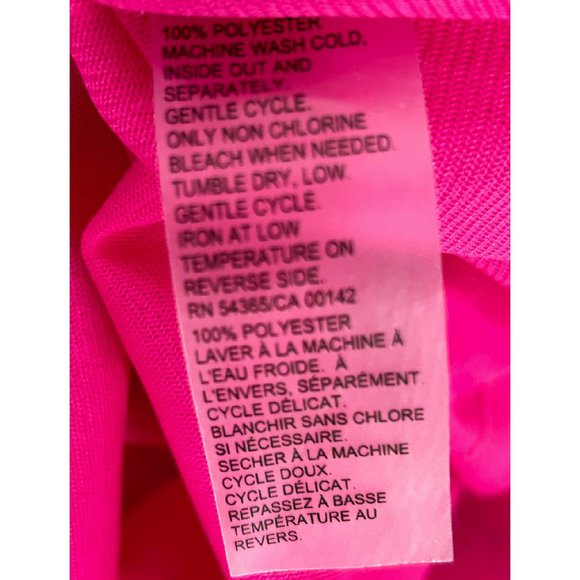 100% POLYESTER
MACHINE WASH COLD,
INSIDE OUT AND
SEPARATELY.
GENTLE CYCLE.
ONLY NON CHLORINE
BLEACH WHEN NEEDED.
TUMBLE DRY, LOW.
GENTLE CYCLE.
IRON AT LOW
TEMPERATURE ON
REVERSE SIDE.
RN 54365/CA 00142
100% POLYESTER
LAVER À LA MACHINE À
L'EAU FROIDE. À
L'ENVERS, SÉPARÉMENT
CYCLE DÉLICAT.
BLANCHIR SANS CHLORE
SI NÉCESSAIRE.
SECHER À LA MACHINE
CYCLE DOUX.
CYCLE DÉLICAT.
REPASSEZ À BASSE
TEMPÉRATURE AU
REVERS.